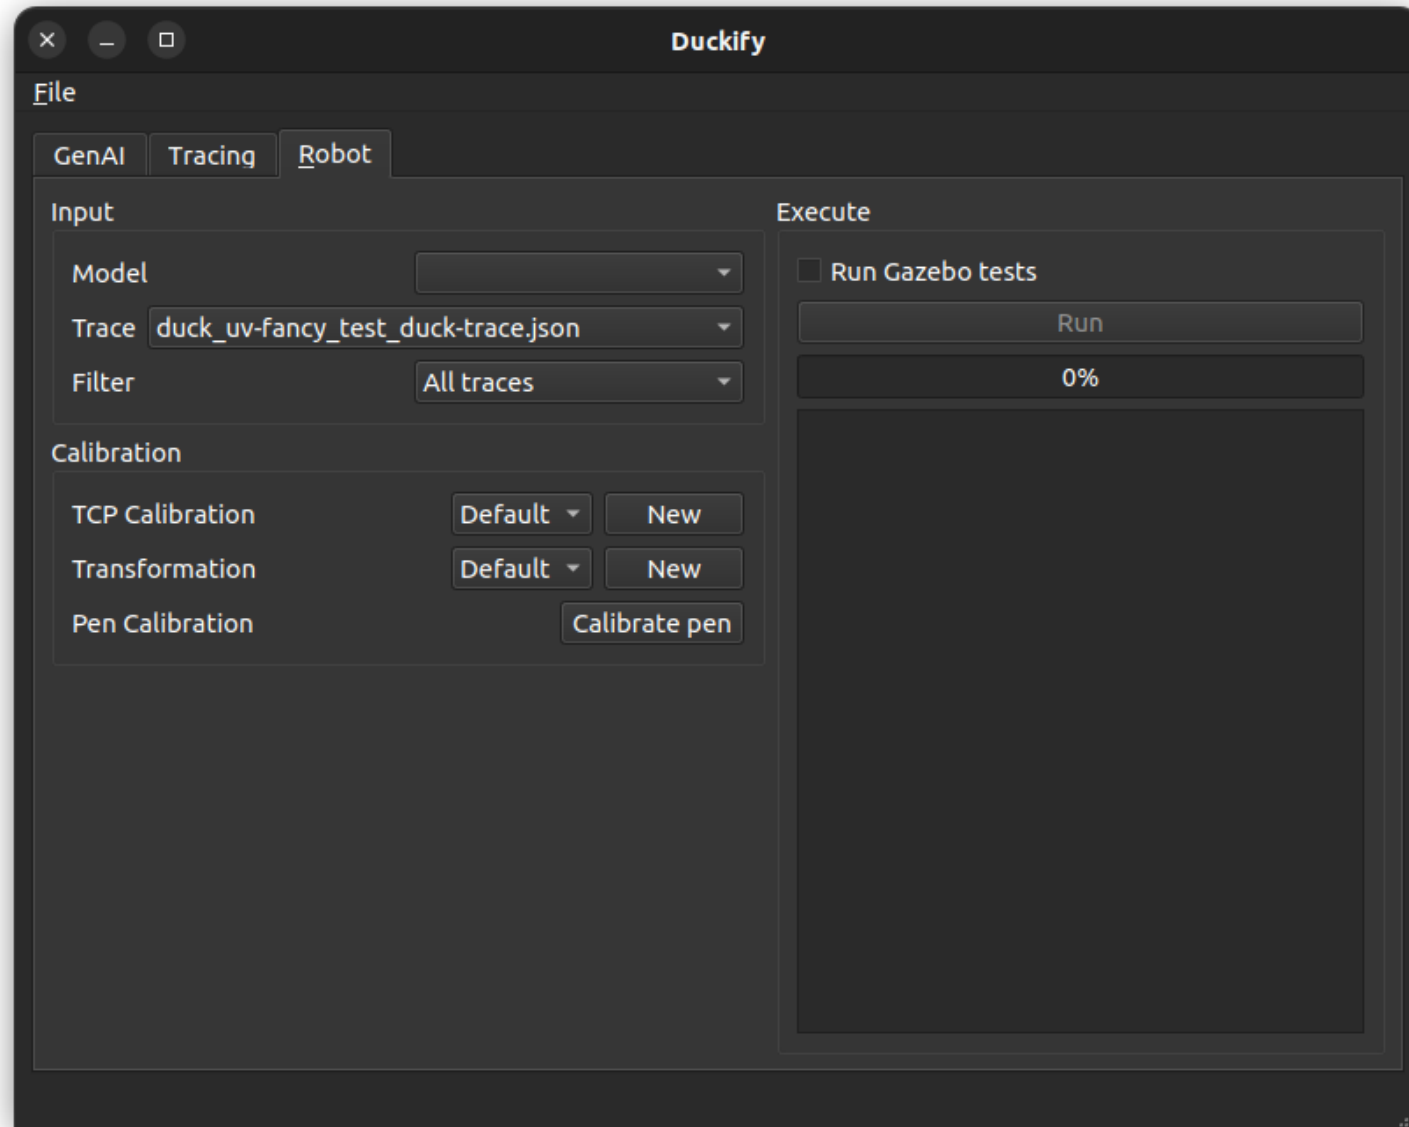 Duckify
File
GenAI Tracing Robot
Input
Model
Trace duck_uv-fancy_test_duck-trace.json
Filter All traces
Calibration
TCP Calibration Default New
Transformation Default New
Pen Calibration Calibrate pen
Execute
Run Gazebo tests
Run
0%